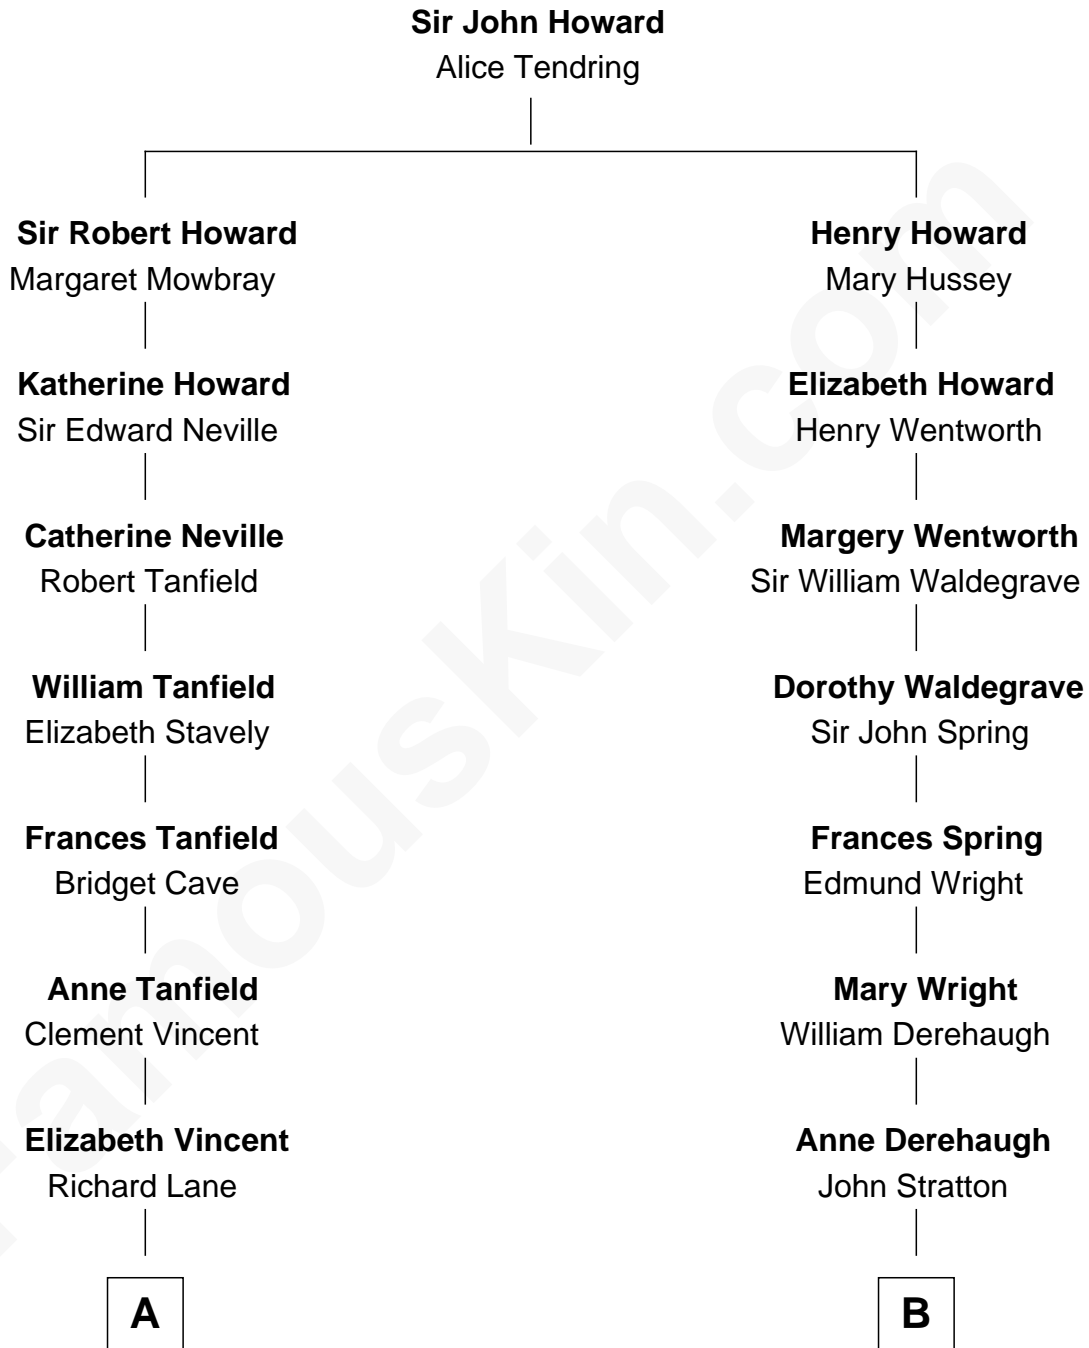 Sir John Howard
Alice Tendring
Sir Robert Howard
Margaret Mowbray
Henry Howard
Mary Hussey
Katherine Howard
Sir Edward Neville
Elizabeth Howard
Henry Wentworth
Catherine Neville
Robert Tanfield
Margery Wentworth
Sir William Waldegrave
William Tanfield
Elizabeth Stavely
Dorothy Waldegrave
Sir John Spring
Frances Tanfield
Bridget Cave
Frances Spring
Edmund Wright
Anne Tanfield
Clement Vincent
Mary Wright
William Derehaugh
Elizabeth Vincent
Richard Lane
Anne Derehaugh
John Stratton
A
B
FamousKin.com